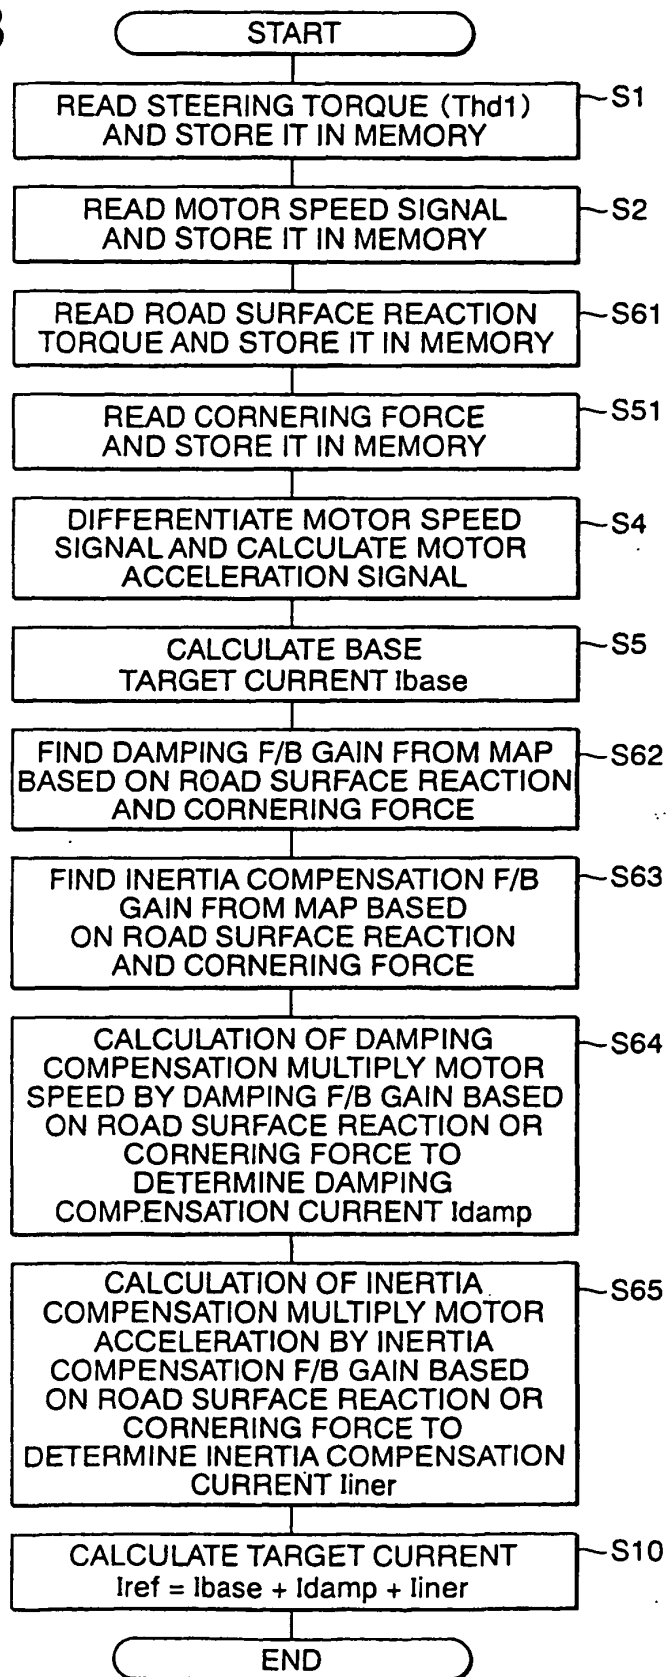 START
READ STEERING TORQUE (Thd1)
AND STORE IT IN MEMORY
S1
READ MOTOR SPEED SIGNAL
AND STORE IT IN MEMORY
S2
READ ROAD SURFACE REACTION
TORQUE AND STORE IT IN MEMORY
S61
READ CORNERING FORCE
AND STORE IT IN MEMORY
S51
DIFFERENTIATE MOTOR SPEED
SIGNAL AND CALCULATE MOTOR
ACCELERATION SIGNAL
S4
CALCULATE BASE
TARGET CURRENT Ibase
S5
FIND DAMPING F/B GAIN FROM MAP
BASED ON ROAD SURFACE REACTION
AND CORNERING FORCE
S62
FIND INERTIA COMPENSATION F/B
GAIN FROM MAP BASED
ON ROAD SURFACE REACTION
AND CORNERING FORCE
S63
CALCULATION OF DAMPING
COMPENSATION MULTIPLY MOTOR
SPEED BY DAMPING F/B GAIN BASED
ON ROAD SURFACE REACTION OR
CORNERING FORCE TO
DETERMINE DAMPING
COMPENSATION CURRENT Idamp
S64
CALCULATION OF INERTIA
COMPENSATION MULTIPLY MOTOR
ACCELERATION BY INERTIA
COMPENSATION F/B GAIN BASED
ON ROAD SURFACE REACTION OR
CORNERING FORCE TO
DETERMINE INERTIA COMPENSATION
CURRENT Iiner
S65
CALCULATE TARGET CURRENT
Iref = Ibase + Idamp + Iiner
S10
END